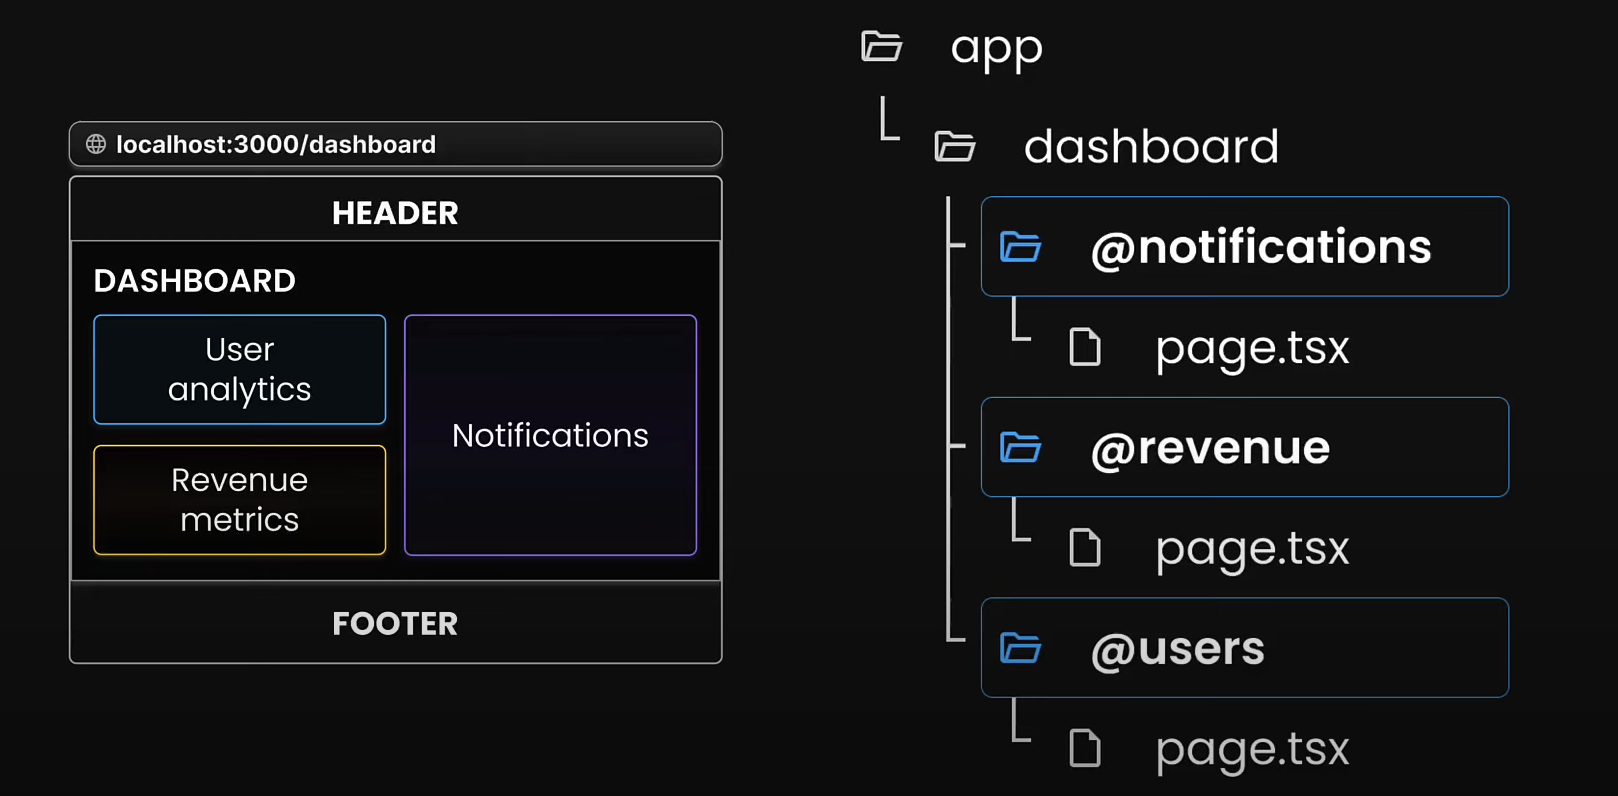 localhost:3000/dashboard
HEADER
DASHBOARD
User
analytics
Revenue
metrics
Notifications
FOOTER
app
dashboard
@notifications
page.tsx
@revenue
page.tsx
@users
page.tsx